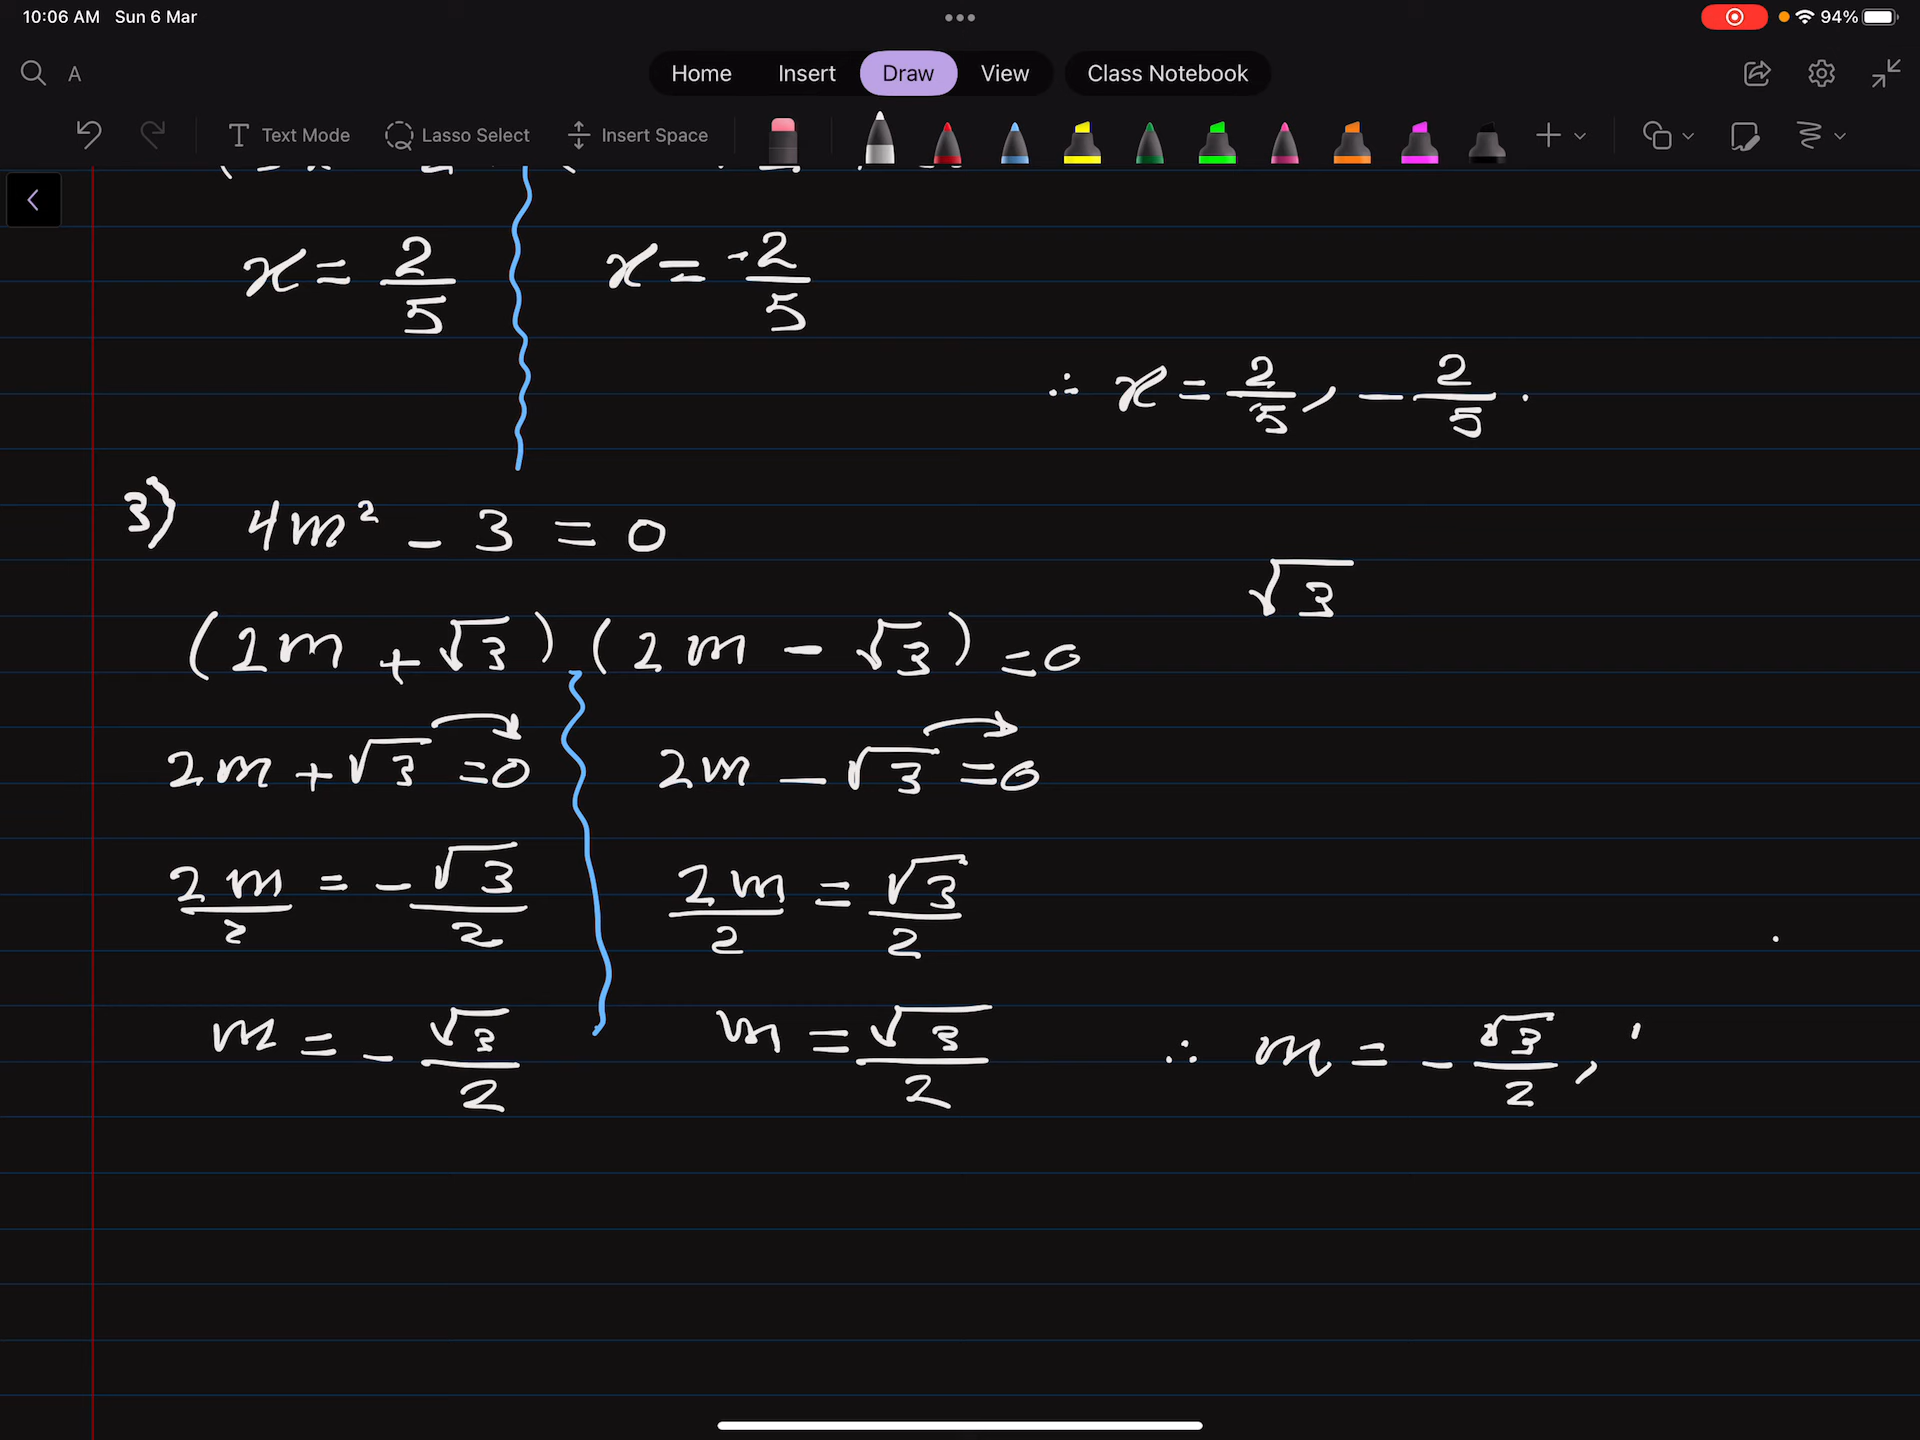 10:06 AM Sun 6 Mar 94%
A Home Insert Draw View Class Notebook
Text Mode Lasso Select Insert Space
x = 2/5 x = -2/5
∴ x = 2/5, - 2/5.
3) 4m² - 3 = 0
√3
(2m + √3)(2m - √3) = 0
2m + √3 = 0 2m - √3 = 0
2m/2 = - √3/2 2m/2 = √3/2
m = - √3/2 m = √3/2 ∴ m = - √3/2,